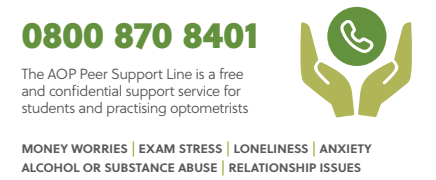 0800 870 8401
The AOP Peer Support Line is a free
and confidential support service for
students and practising optometrists
MONEY WORRIES | EXAM STRESS | LONELINESS | ANXIETY
ALCOHOL OR SUBSTANCE ABUSE | RELATIONSHIP ISSUES